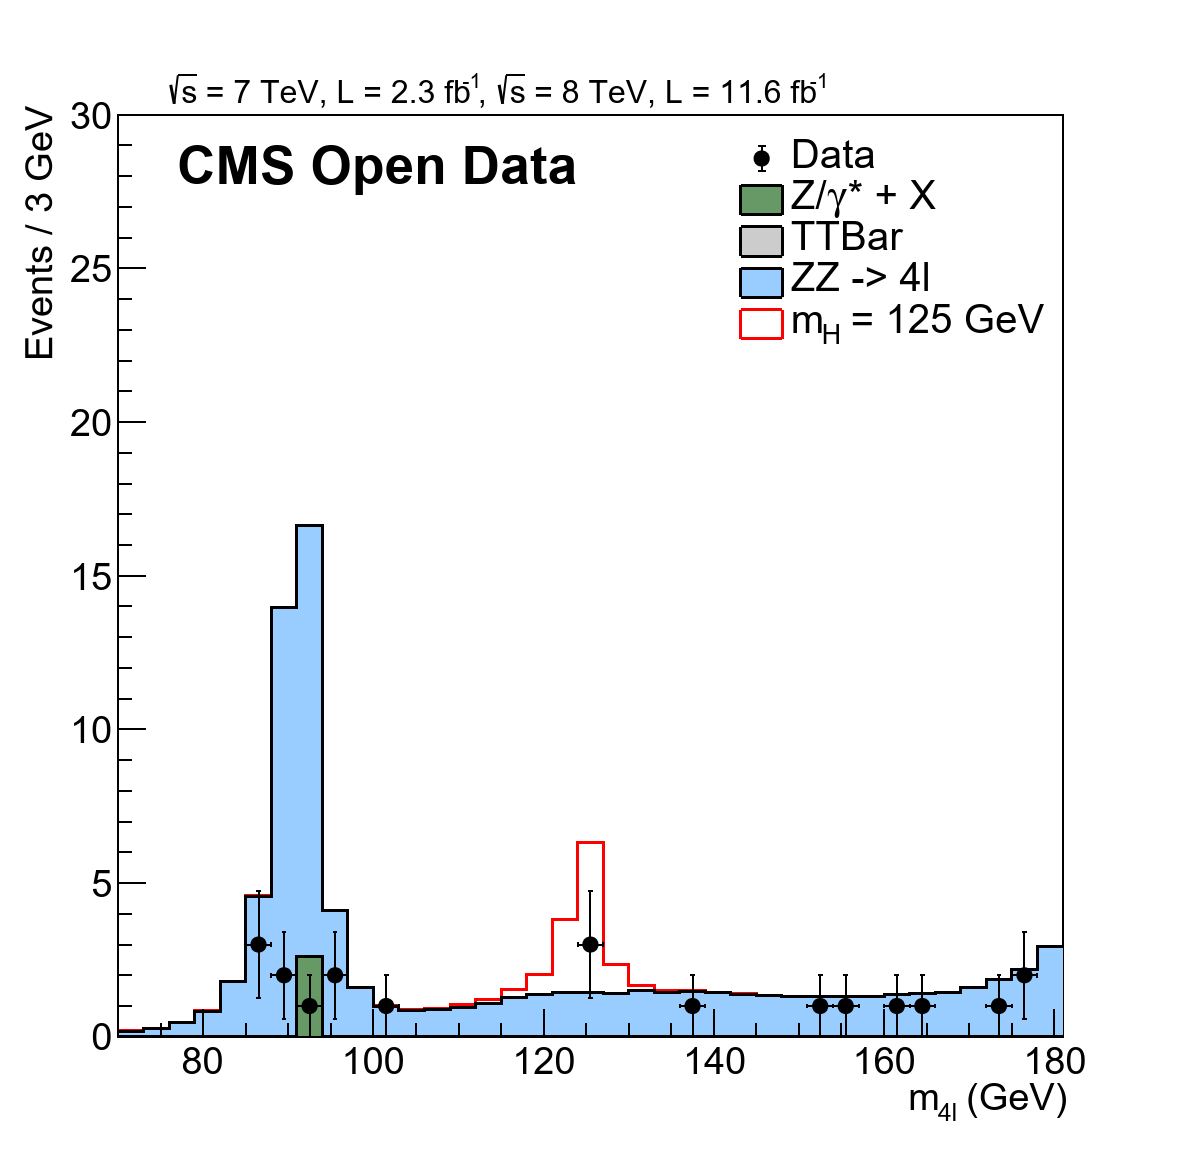 √s = 7 TeV, L = 2.3 fb⁻¹, √s = 8 TeV, L = 11.6 fb⁻¹
CMS Open Data
Data
Z/γ* + X
TTBar
ZZ -> 4l
m_H = 125 GeV
Events / 3 GeV
30
25
20
15
10
5
0
80 100 120 140 160 180
m_4l (GeV)